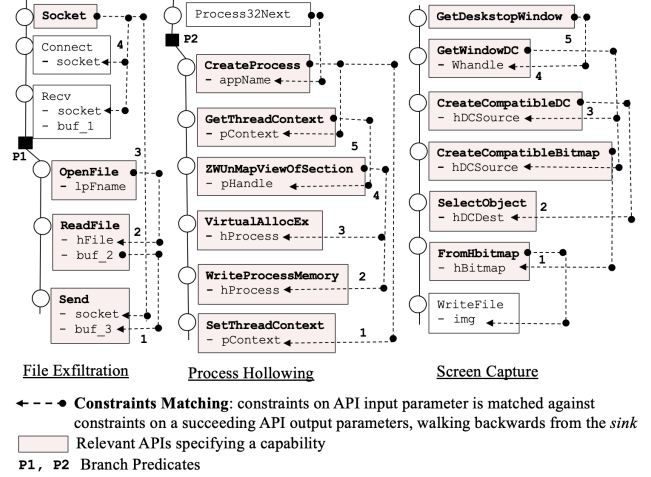 Socket
Connect
- socket
4
Recv
- socket
- buf_1
P1
3
OpenFile
- lpFname
ReadFile
2
- hFile
- buf_2
Send
- socket
- buf_3
1
File Exfiltration
Process32Next
P2
CreateProcess
- appName
GetThreadContext
- pContext
5
ZWUnMapViewOfSection
- pHandle
4
VirtualAllocEx
- hProcess
3
WriteProcessMemory
2
- hProcess
SetThreadContext
1
- pContext
Process Hollowing
GetDeskstopWindow
5
GetWindowDC
- Whandle
4
CreateCompatibleDC
- hDCSource
3
CreateCompatibleBitmap
- hDCSource
SelectObject
2
- hDCDest
FromHbitmap
1
- hBitmap
WriteFile
- img
Screen Capture
Constraints Matching: constraints on API input parameter is matched against
constraints on a succeeding API output parameters, walking backwards from the sink
Relevant APIs specifying a capability
P1, P2 Branch Predicates